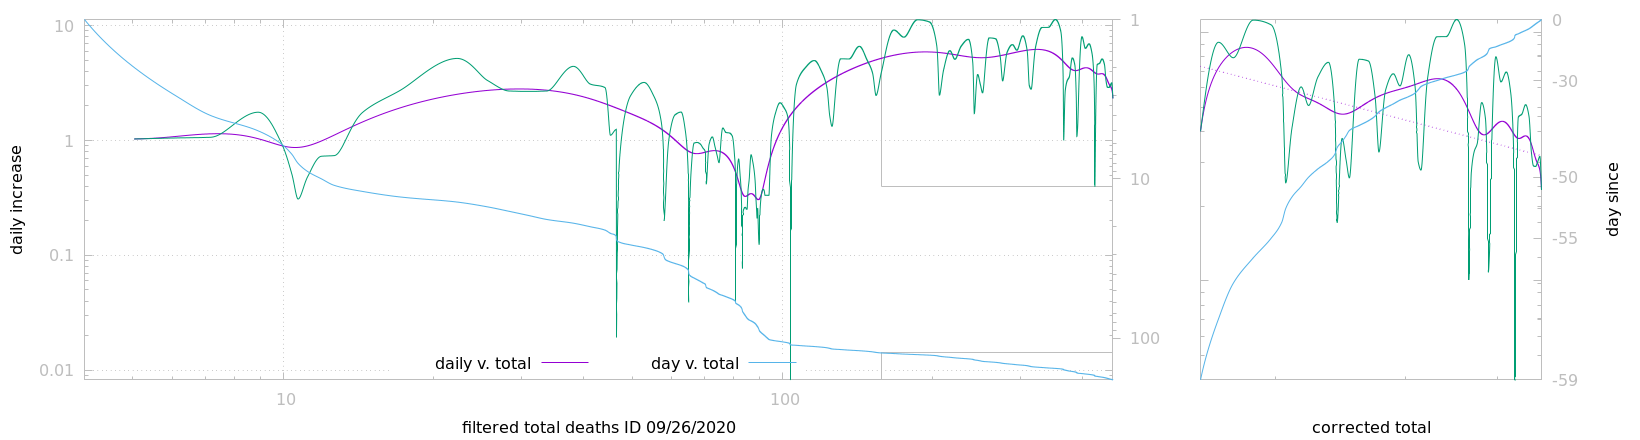 10
1
0.1
0.01
daily increase
daily v. total
day v. total
10
100
filtered total deaths ID 09/26/2020
1
10
100
0
-30
-50
-55
-59
day since
corrected total